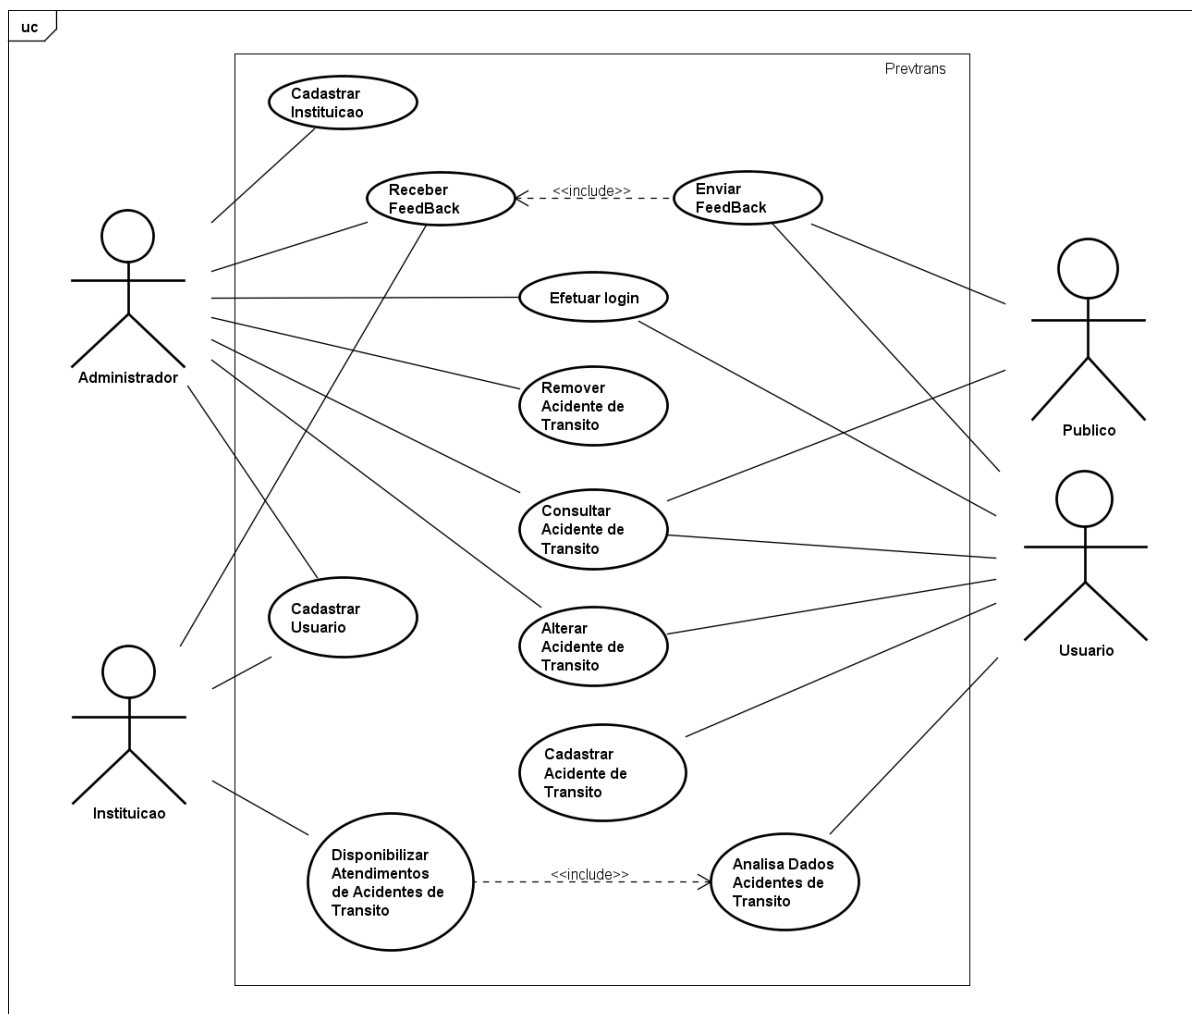 uc
Prevtrans
Cadastrar
Instituicao
Receber
FeedBack
<<include>>
Enviar
FeedBack
Efetuar login
Administrador
Remover
Acidente de
Transito
Publico
Consultar
Acidente de
Transito
Cadastrar
Usuario
Alterar
Acidente de
Transito
Usuario
Cadastrar
Acidente de
Transito
Instituicao
Disponibilizar
Atendimentos
de Acidentes de
Transito
<<include>>
Analisa Dados
Acidentes de
Transito